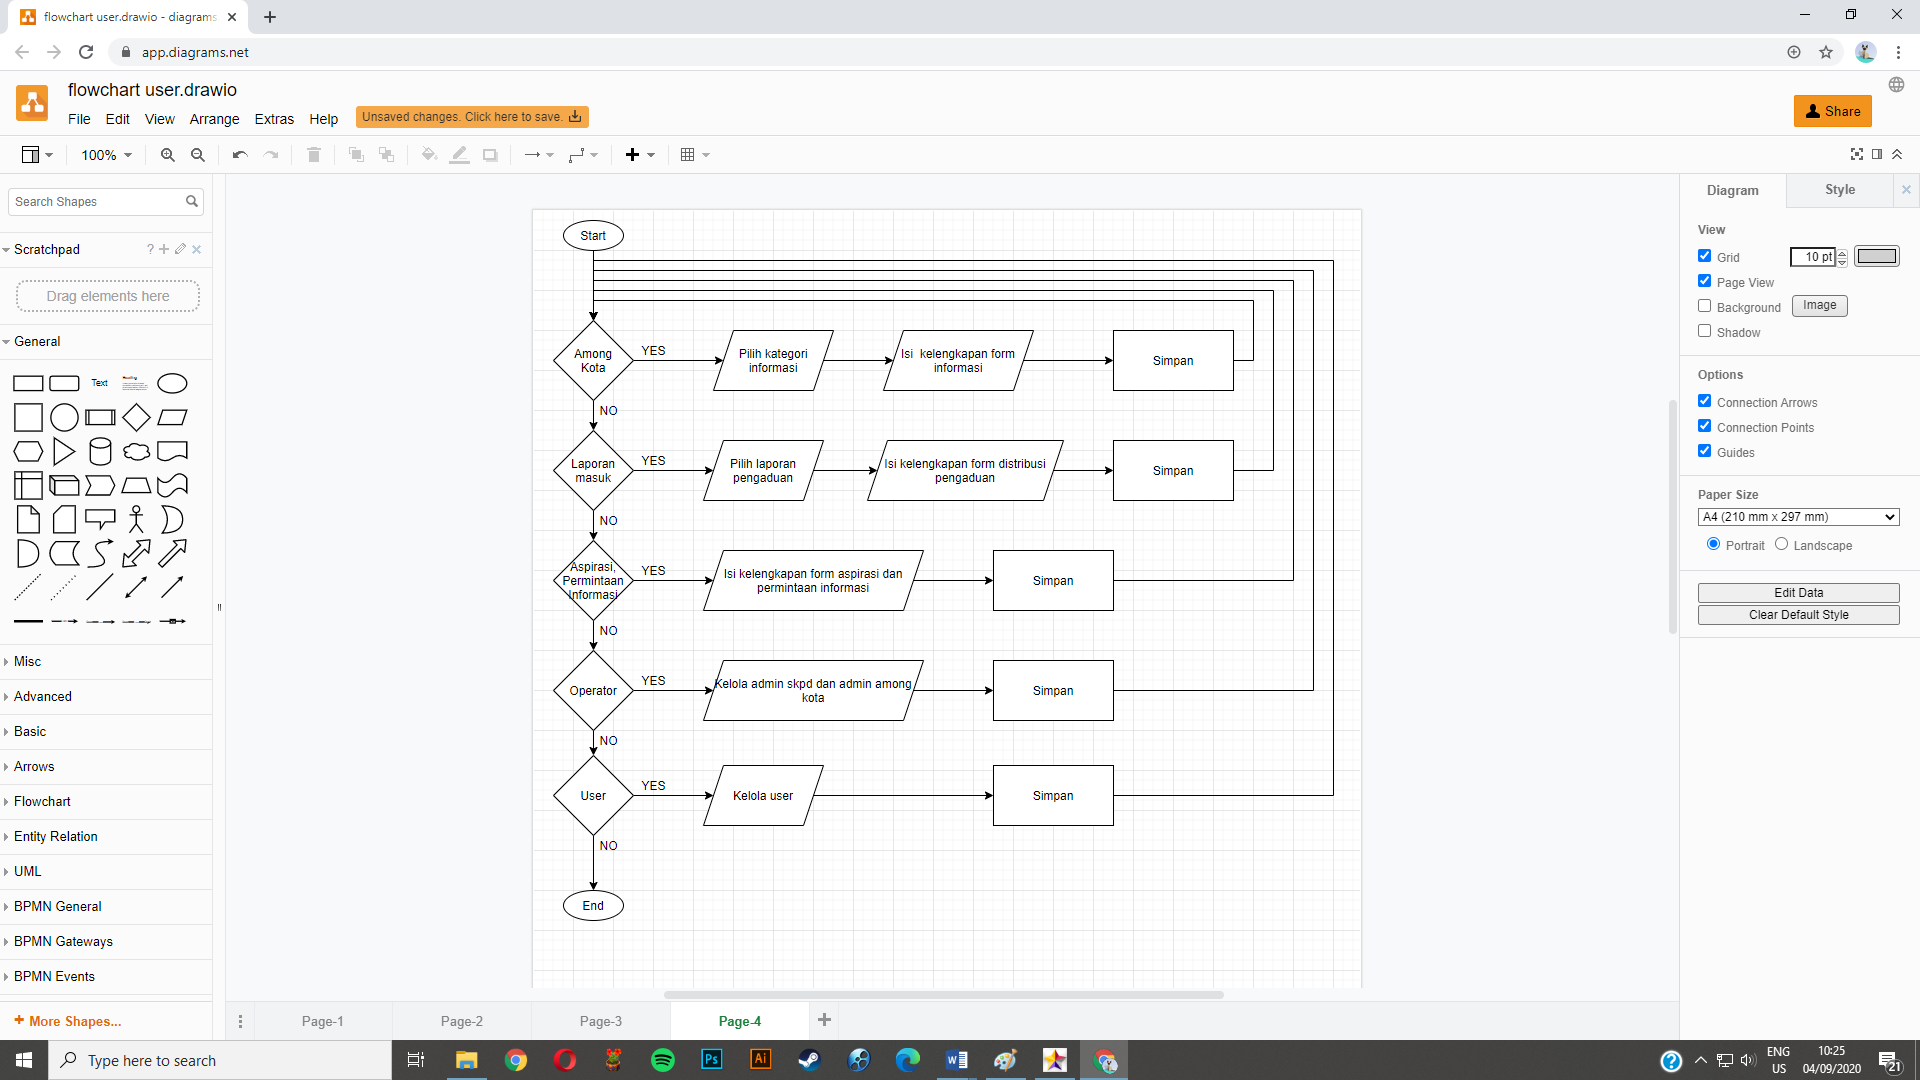 flowchart user.drawio - diagrams
app.diagrams.net
flowchart user.drawio
File Edit View Arrange Extras Help
Unsaved changes. Click here to save.
Share
100%
Search Shapes
Scratchpad
?
Drag elements here
General
Text
Heading
Misc
Advanced
Basic
Arrows
Flowchart
Entity Relation
UML
BPMN General
BPMN Gateways
BPMN Events
+ More Shapes...
Start
Among
Kota
YES
Pilih kategori
informasi
Isi kelengkapan form
informasi
Simpan
NO
Laporan
masuk
YES
Pilih laporan
pengaduan
Isi kelengkapan form distribusi
pengaduan
Simpan
NO
Aspirasi,
Permintaan
Informasi
YES
Isi kelengkapan form aspirasi dan
permintaan informasi
Simpan
NO
Operator
YES
Kelola admin skpd dan admin among
kota
Simpan
NO
User
YES
Kelola user
Simpan
NO
End
Diagram
Style
View
Grid
10 pt
Page View
Background
Image
Shadow
Options
Connection Arrows
Connection Points
Guides
Paper Size
A4 (210 mm x 297 mm)
Portrait
Landscape
Edit Data
Clear Default Style
Page-1
Page-2
Page-3
Page-4
Type here to search
Ps
Ai
W
?
ENG
US
10:25
04/09/2020
21